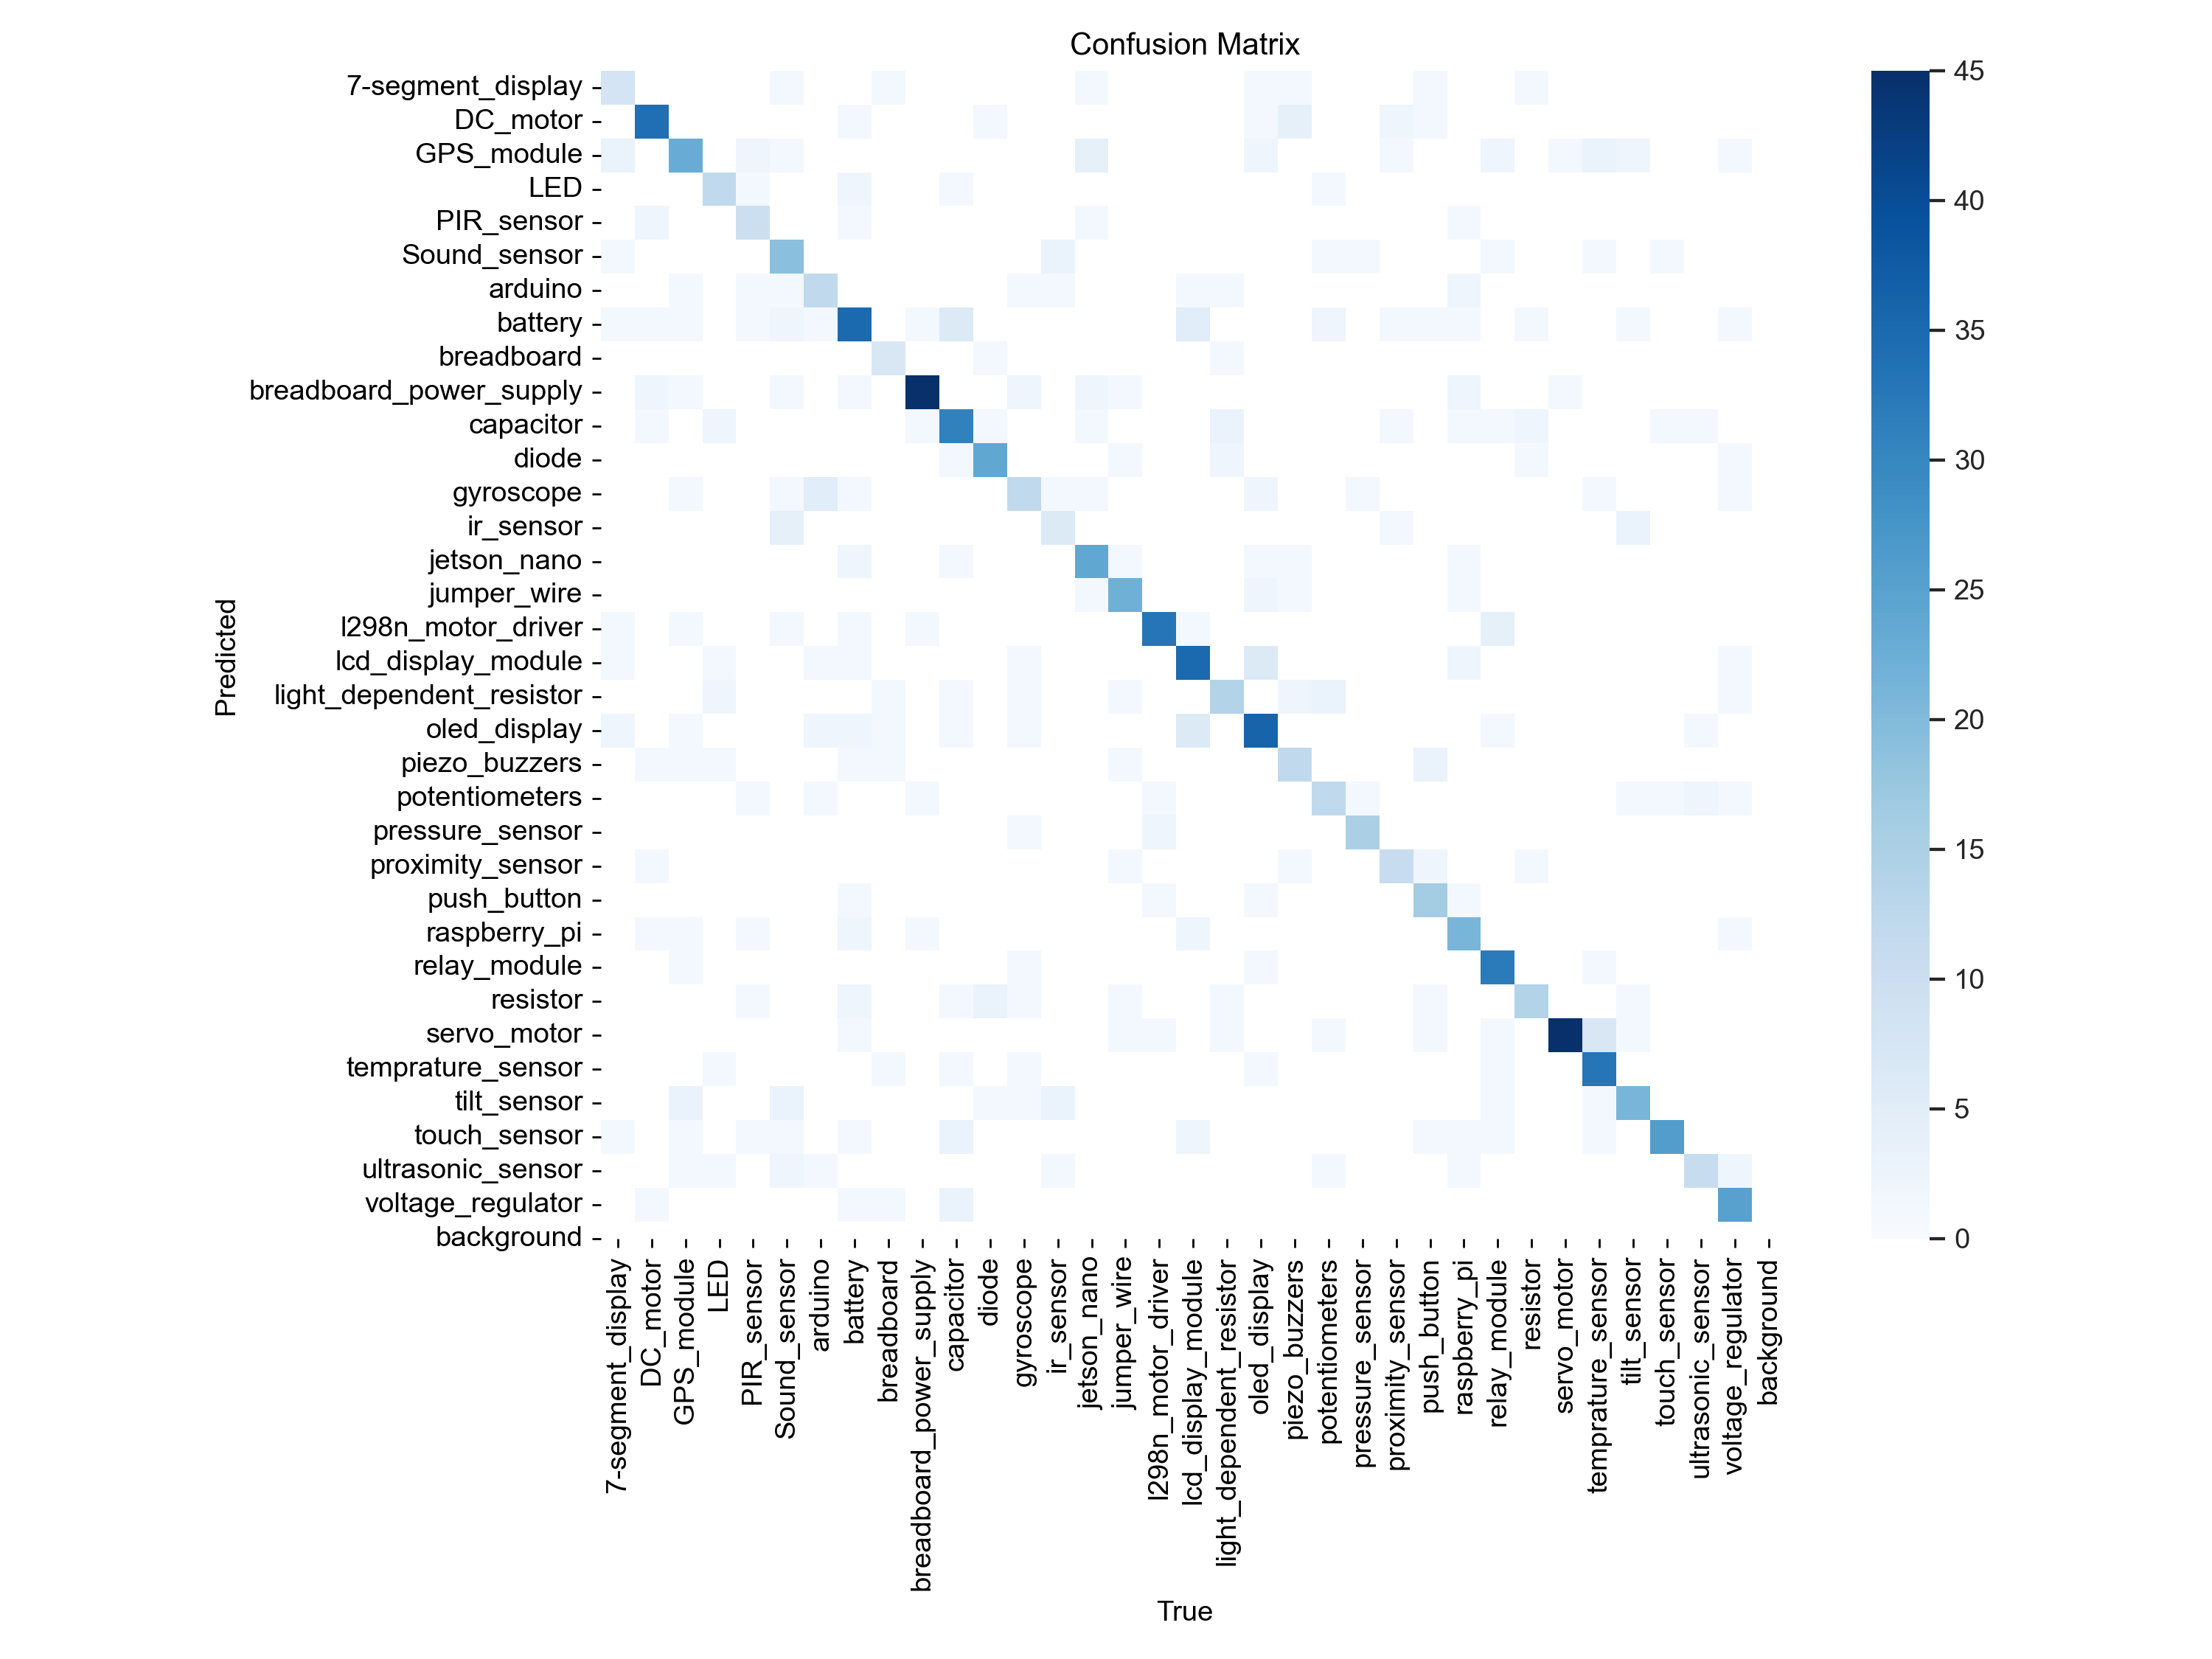 Confusion Matrix
7-segment_display
DC_motor
GPS_module
LED
PIR_sensor
Sound_sensor
arduino
battery
breadboard
breadboard_power_supply
capacitor
diode
gyroscope
ir_sensor
jetson_nano
jumper_wire
l298n_motor_driver
lcd_display_module
light_dependent_resistor
oled_display
piezo_buzzers
potentiometers
pressure_sensor
proximity_sensor
push_button
raspberry_pi
relay_module
resistor
servo_motor
temprature_sensor
tilt_sensor
touch_sensor
ultrasonic_sensor
voltage_regulator
background
Predicted
7-segment_display
DC_motor
GPS_module
LED
PIR_sensor
Sound_sensor
arduino
battery
breadboard
breadboard_power_supply
capacitor
diode
gyroscope
ir_sensor
jetson_nano
jumper_wire
l298n_motor_driver
lcd_display_module
light_dependent_resistor
oled_display
piezo_buzzers
potentiometers
pressure_sensor
proximity_sensor
push_button
raspberry_pi
relay_module
resistor
servo_motor
temprature_sensor
tilt_sensor
touch_sensor
ultrasonic_sensor
voltage_regulator
background
True
45
40
35
30
25
20
15
10
5
0